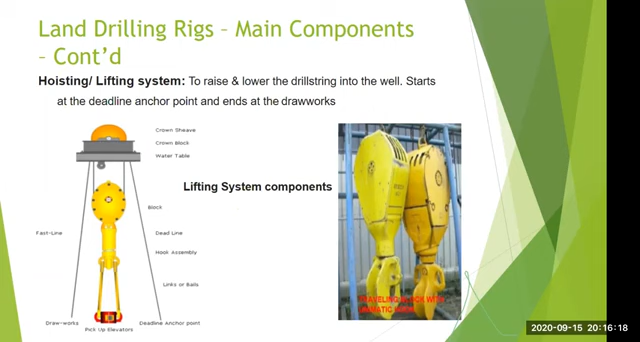 Land Drilling Rigs – Main Components
– Cont’d
Hoisting/ Lifting system: To raise & lower the drillstring into the well. Starts
at the deadline anchor point and ends at the drawworks
Crown Sheave
Crown Block
Water Table
Lifting System components
Block
Fast-Line
Dead Line
Hook Assembly
Links or Bails
Draw-works
Pick Up Elevators
Deadline Anchor point
TRAVELING BLOCK WITH
2020-09-15 20:16:18